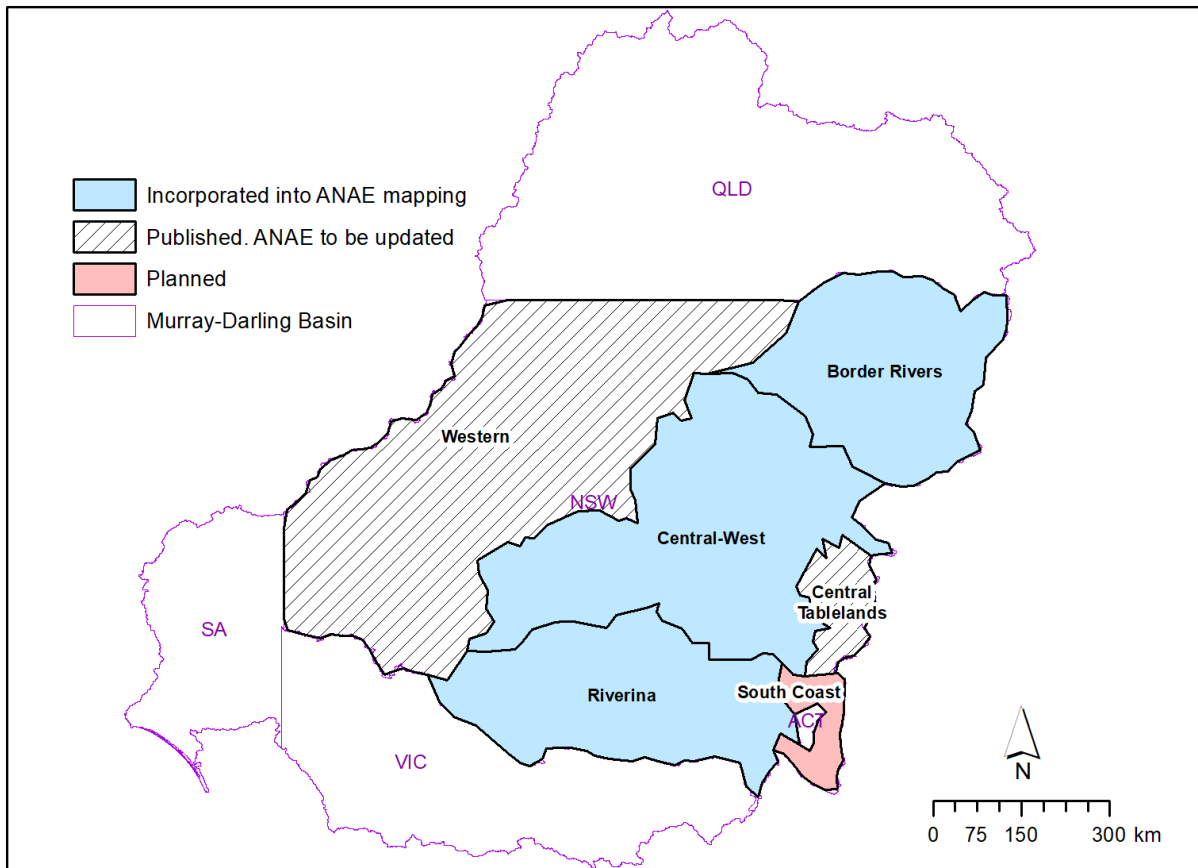 QLD
Incorporated into ANAE mapping
Published. ANAE to be updated
Planned
Murray-Darling Basin
Border Rivers
Western
NSW
Central-West
Central
Tablelands
SA
Riverina
South Coast
ACT
VIC
N
0 75 150 300 km